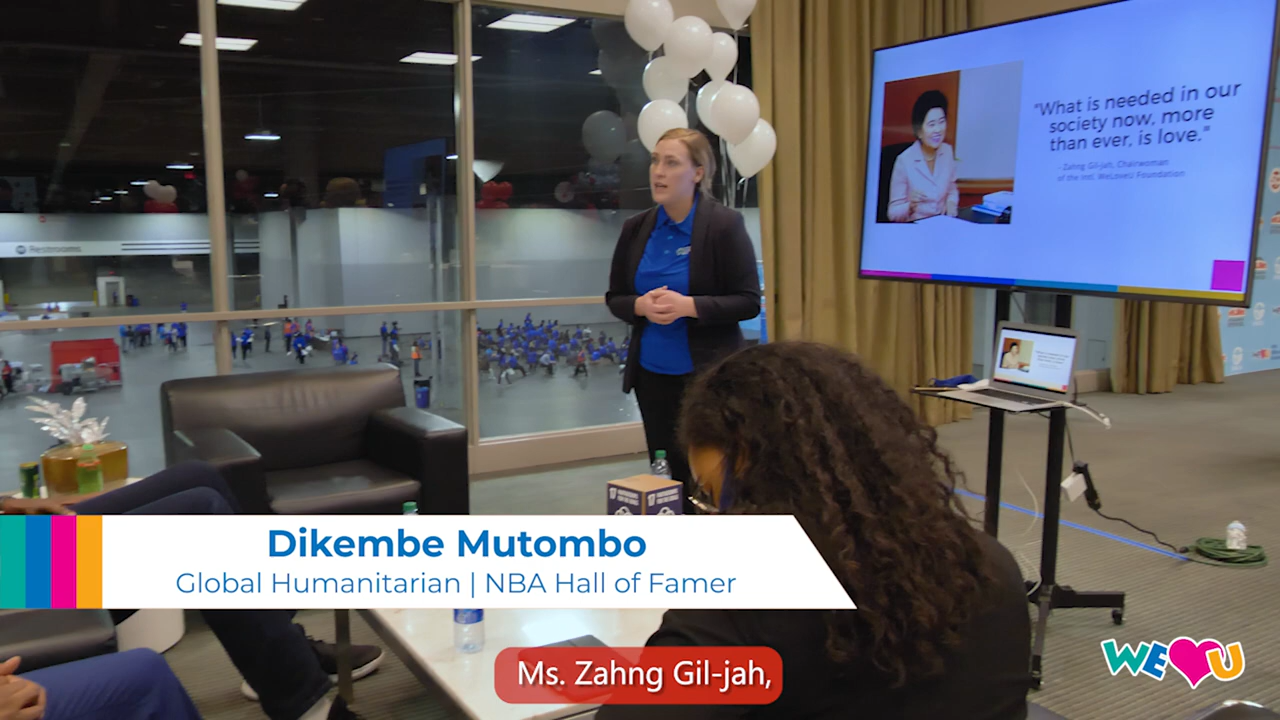 Restrooms
"What is needed in our
society now, more
than ever, is love."
- Zahng Gil-jah, Chairwoman
of the Intl. WeLoveU Foundation
Dikembe Mutombo
Global Humanitarian | NBA Hall of Famer
Ms. Zahng Gil-jah,
WE U